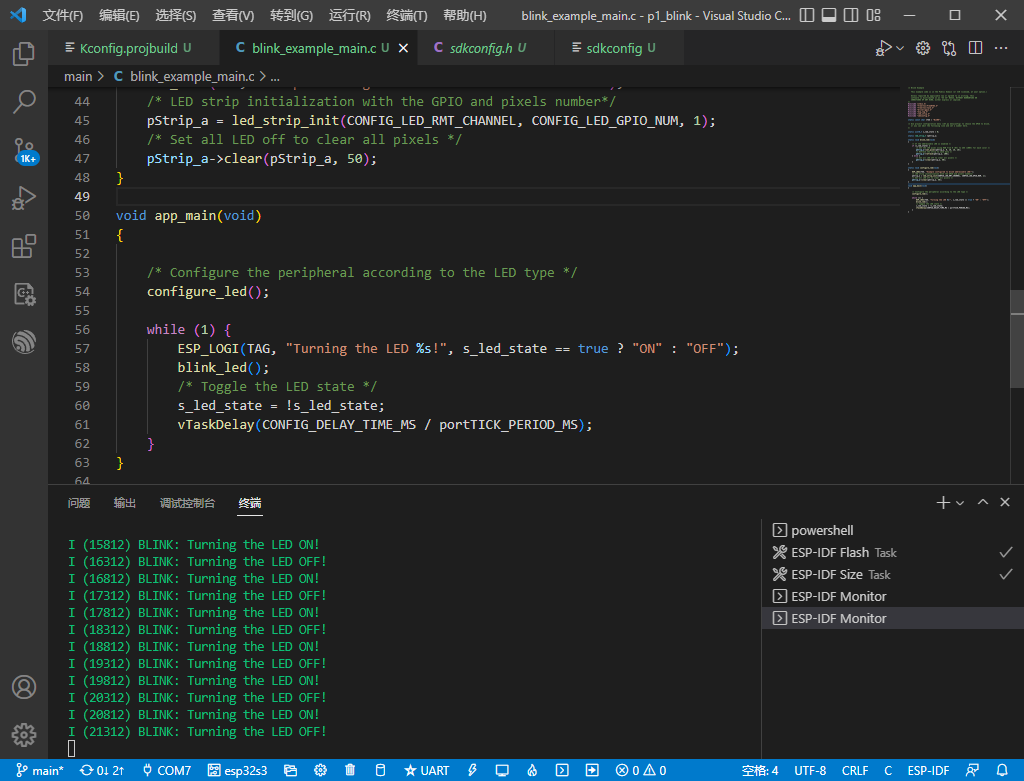 文件(F) 编辑(E) 选择(S) 查看(V) 转到(G) 运行(R) 终端(T) 帮助(H) blink_example_main.c - p1_blink - Visual Studio C...
Kconfig.projbuild U blink_example_main.c U sdkconfig.h U sdkconfig U
main > C blink_example_main.c > ...
44 /* LED strip initialization with the GPIO and pixels number*/
45 pStrip_a = led_strip_init(CONFIG_LED_RMT_CHANNEL, CONFIG_LED_GPIO_NUM, 1);
46 /* Set all LED off to clear all pixels */
47 pStrip_a->clear(pStrip_a, 50);
48 }
49
50 void app_main(void)
51 {
52
53 /* Configure the peripheral according to the LED type */
54 configure_led();
55
56 while (1) {
57 ESP_LOGI(TAG, "Turning the LED %s!", s_led_state == true ? "ON" : "OFF");
58 blink_led();
59 /* Toggle the LED state */
60 s_led_state = !s_led_state;
61 vTaskDelay(CONFIG_DELAY_TIME_MS / portTICK_PERIOD_MS);
62 }
63 }
64
1K+
问题 输出 调试控制台 终端
I (15812) BLINK: Turning the LED ON!
I (16312) BLINK: Turning the LED OFF!
I (16812) BLINK: Turning the LED ON!
I (17312) BLINK: Turning the LED OFF!
I (17812) BLINK: Turning the LED ON!
I (18312) BLINK: Turning the LED OFF!
I (18812) BLINK: Turning the LED ON!
I (19312) BLINK: Turning the LED OFF!
I (19812) BLINK: Turning the LED ON!
I (20312) BLINK: Turning the LED OFF!
I (20812) BLINK: Turning the LED ON!
I (21312) BLINK: Turning the LED OFF!
powershell
ESP-IDF Flash Task
ESP-IDF Size Task
ESP-IDF Monitor
ESP-IDF Monitor
main* 0↓ 2↑ COM7 esp32s3 UART 0 0 空格: 4 UTF-8 CRLF C ESP-IDF